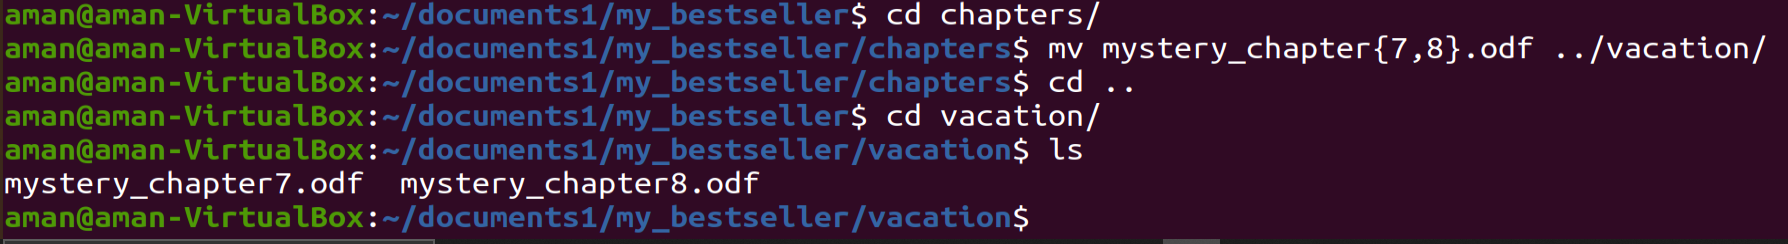 aman@aman-VirtualBox:~/documents1/my_bestseller$ cd chapters/
aman@aman-VirtualBox:~/documents1/my_bestseller/chapters$ mv mystery_chapter{7,8}.odf ../vacation/
aman@aman-VirtualBox:~/documents1/my_bestseller/chapters$ cd ..
aman@aman-VirtualBox:~/documents1/my_bestseller$ cd vacation/
aman@aman-VirtualBox:~/documents1/my_bestseller/vacation$ ls
mystery_chapter7.odf  mystery_chapter8.odf
aman@aman-VirtualBox:~/documents1/my_bestseller/vacation$